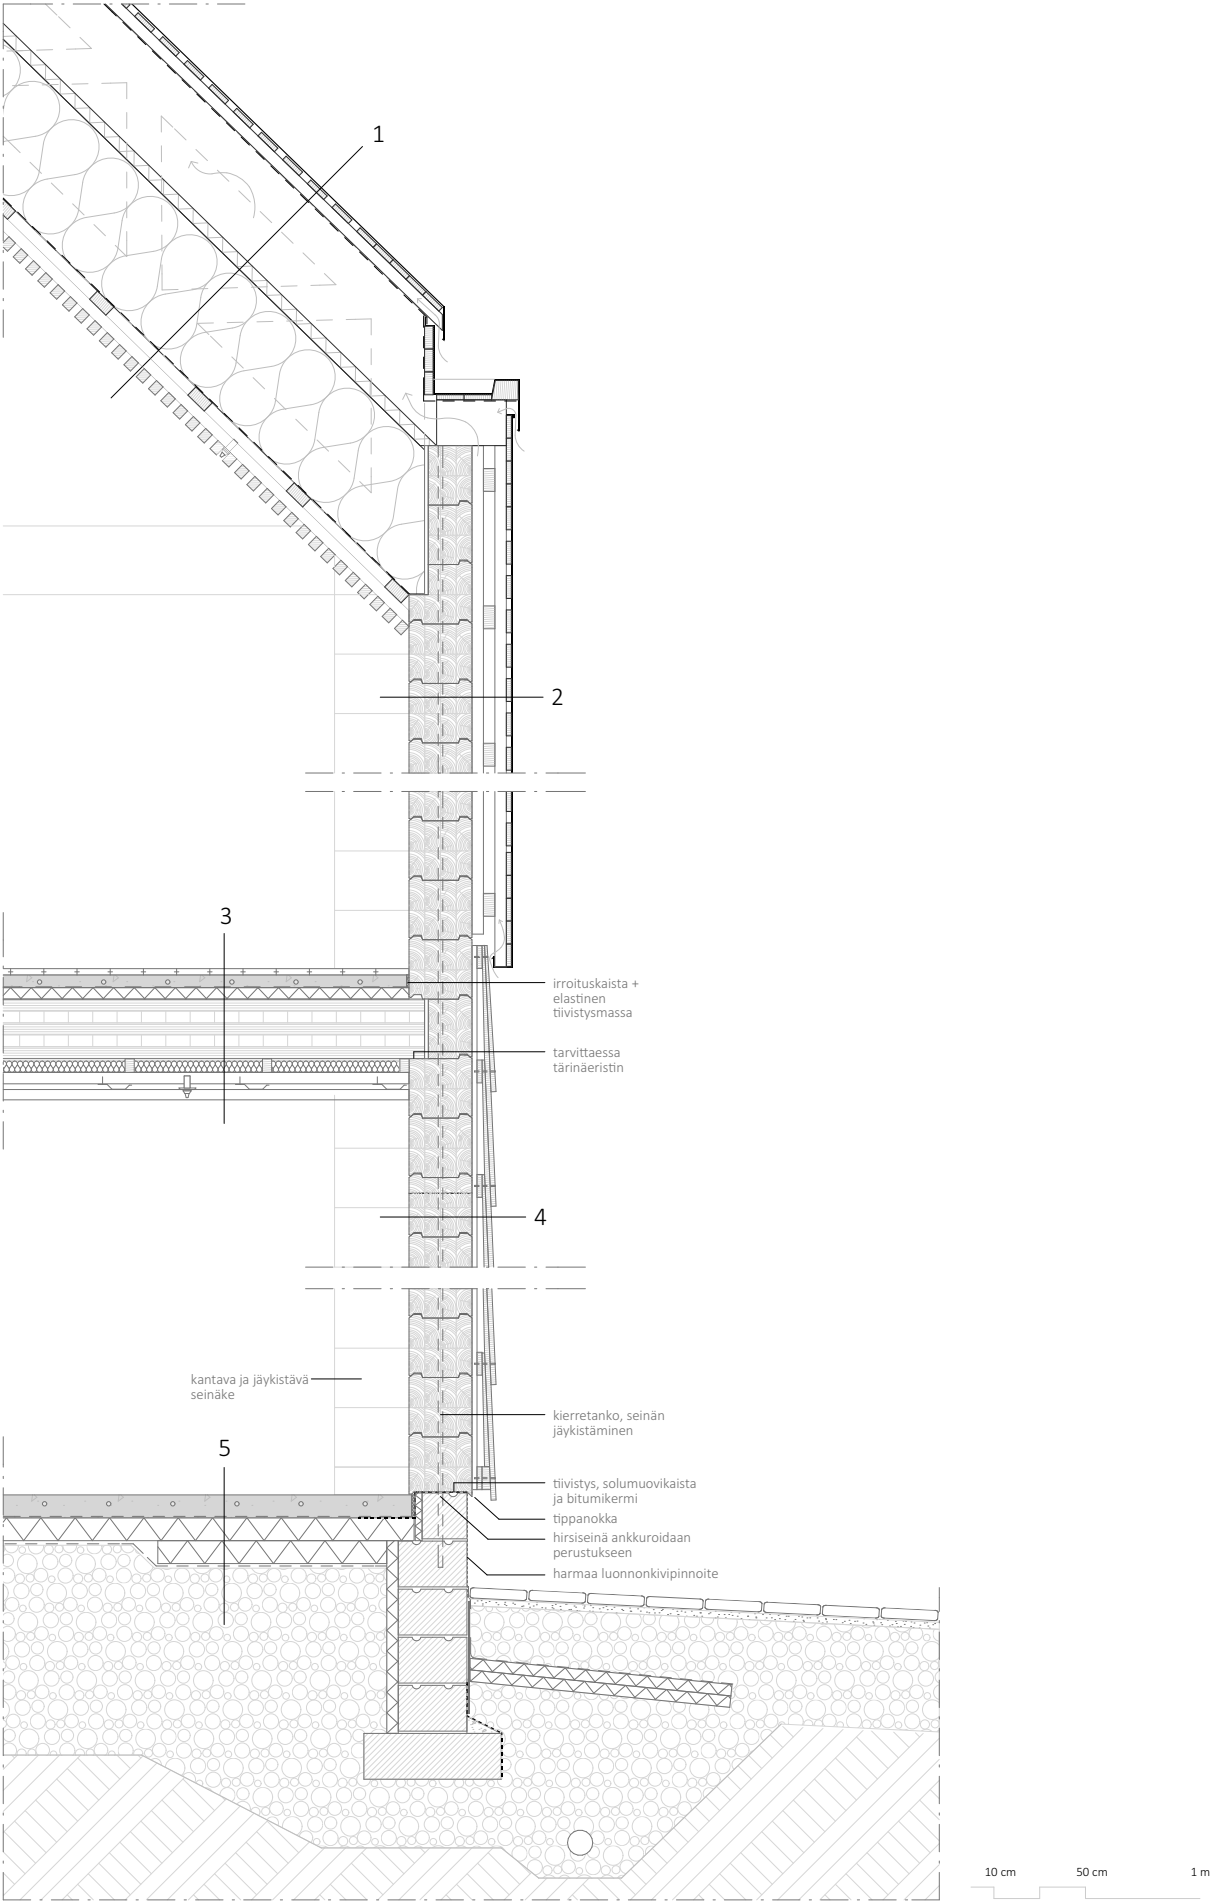 1
2
3
irroituskaista +
elastinen
tiivistysmassa
tarvittaessa
tärinäeristin
4
kantava ja jäykistävä
seinäke
kierretanko, seinän
jäykistäminen
5
tiivistys, solumuovikaista
ja bitumikermi
tippanokka
hirsiseinä ankkuroidaan
perustukseen
harmaa luonnonkivipinnoite
10 cm 50 cm 1 m